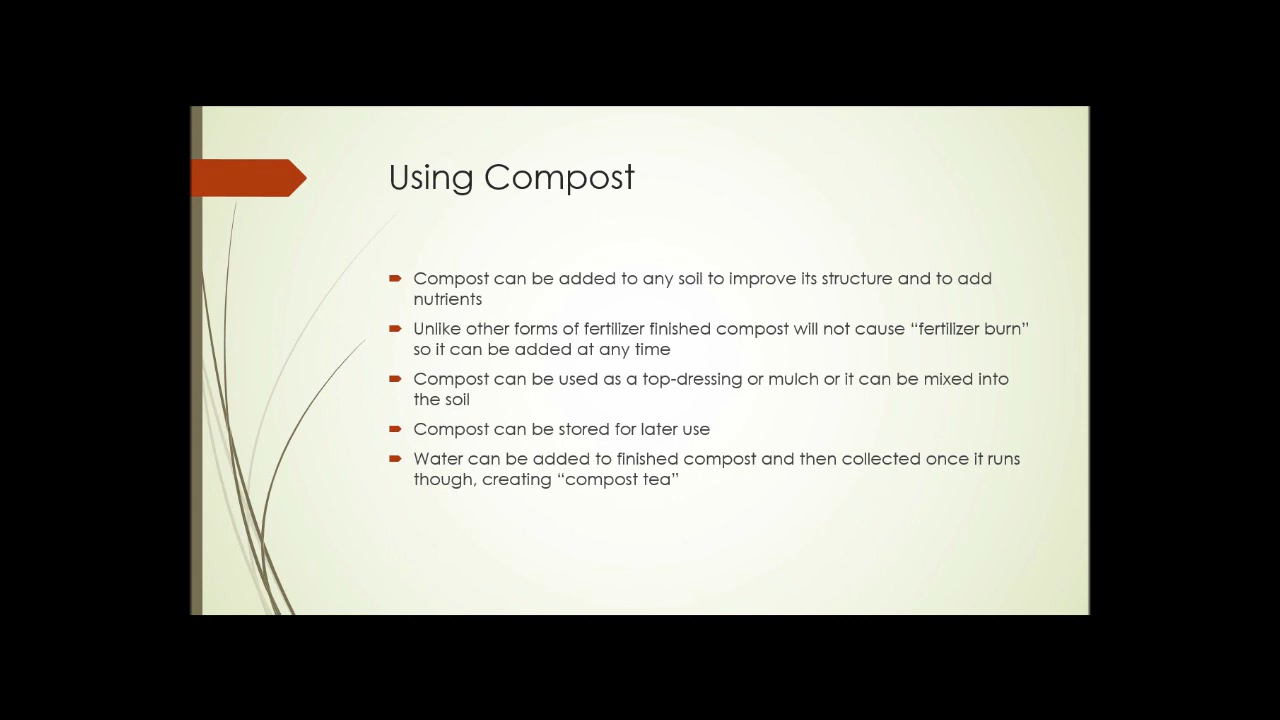 Using Compost
Compost can be added to any soil to improve its structure and to add
nutrients
Unlike other forms of fertilizer finished compost will not cause “fertilizer burn”
so it can be added at any time
Compost can be used as a top-dressing or mulch or it can be mixed into
the soil
Compost can be stored for later use
Water can be added to finished compost and then collected once it runs
though, creating “compost tea”